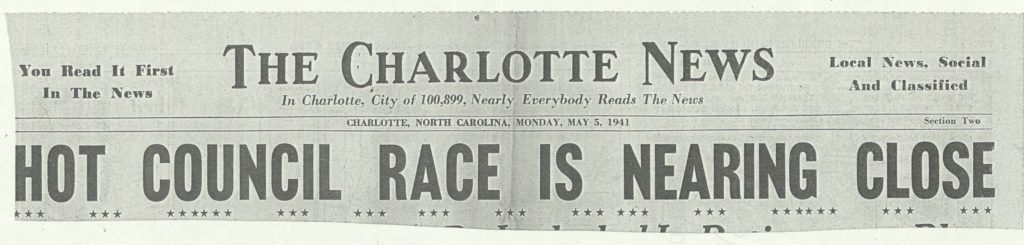 You Read It First
In The News
THE CHARLOTTE NEWS
In Charlotte, City of 100,899, Nearly Everybody Reads The News
Local News, Social
And Classified
CHARLOTTE, NORTH CAROLINA, MONDAY, MAY 5, 1941
Section Two
HOT COUNCIL RACE IS NEARING CLOSE